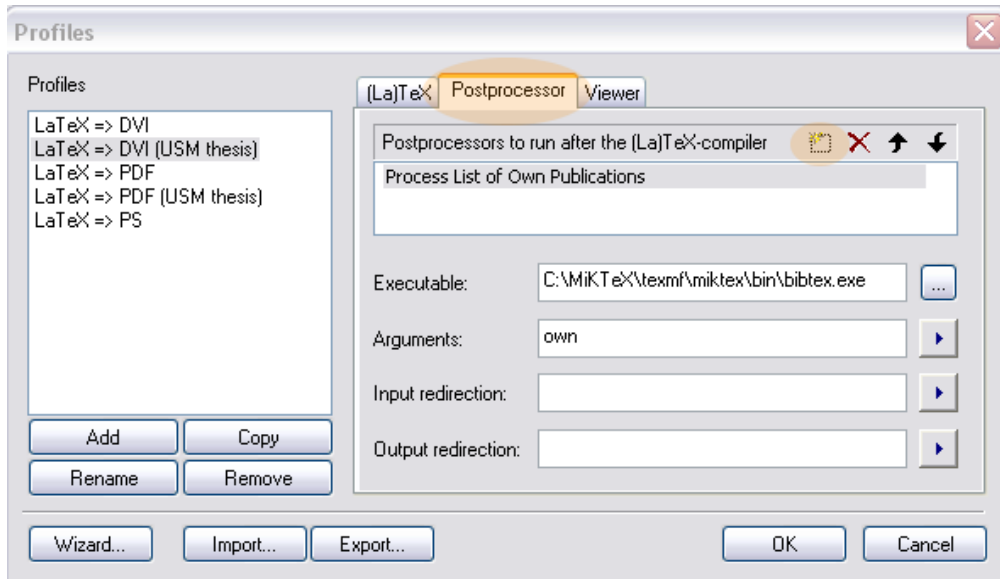 Profiles
Profiles
LaTeX => DVI
LaTeX => DVI (USM thesis)
LaTeX => PDF
LaTeX => PDF (USM thesis)
LaTeX => PS
Add
Copy
Rename
Remove
(La)TeX
Postprocessor
Viewer
Postprocessors to run after the (La)TeX-compiler
Process List of Own Publications
Executable:
C:\MiKTeX\texmf\miktex\bin\bibtex.exe
...
Arguments:
own
Input redirection:
Output redirection:
Wizard...
Import...
Export...
OK
Cancel